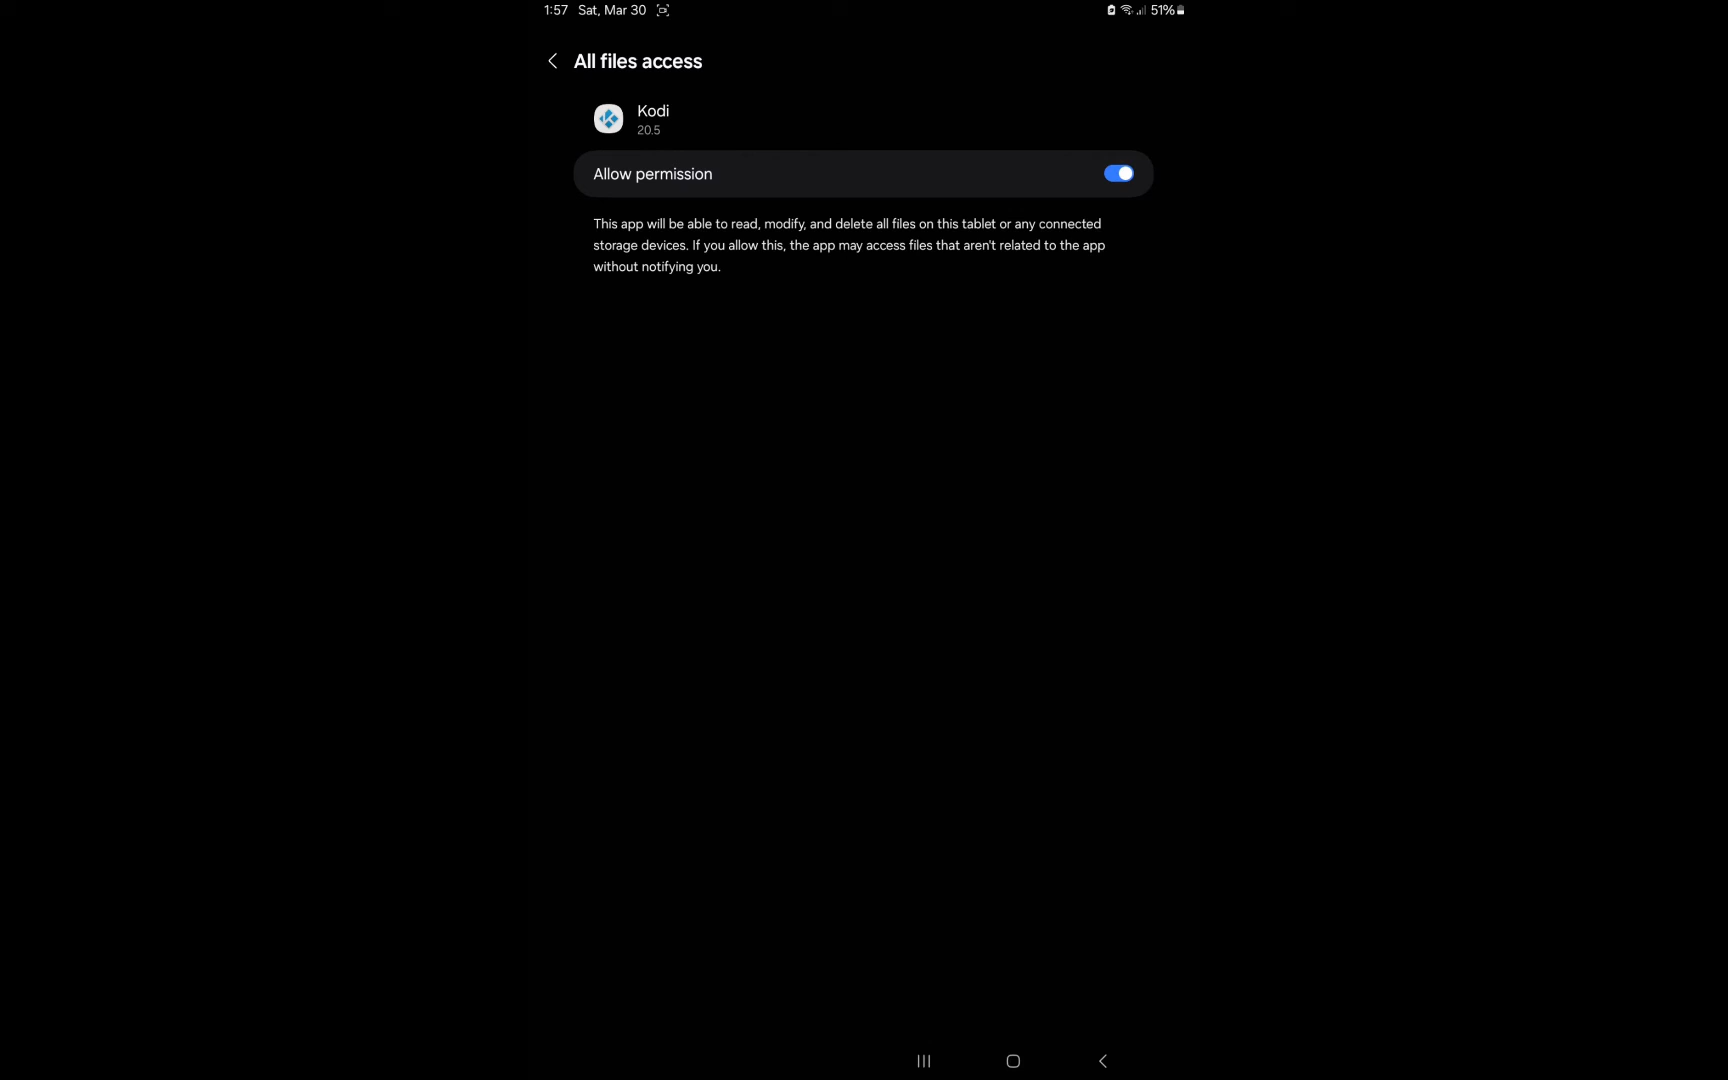 1:57 Sat, Mar 30 51%
All files access
Kodi
20.5
Allow permission
This app will be able to read, modify, and delete all files on this tablet or any connected
storage devices. If you allow this, the app may access files that aren't related to the app
without notifying you.